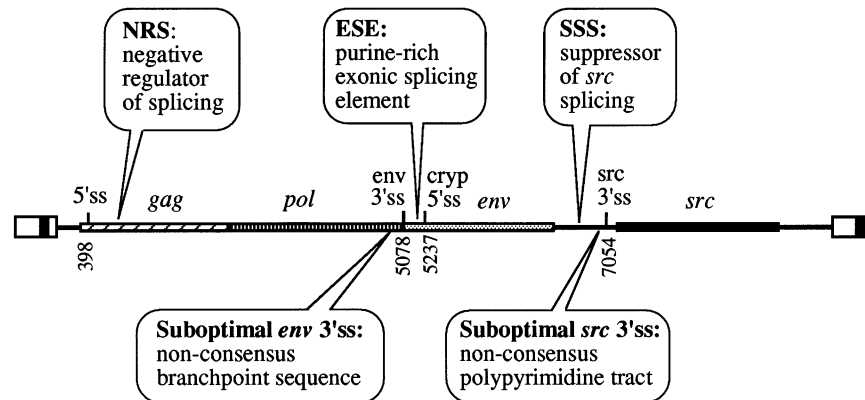 NRS:
negative
regulator
of splicing
ESE:
purine-rich
exonic splicing
element
SSS:
suppressor
of src
splicing
5'ss
gag
pol
env
3'ss
cryp
5'ss
env
src
3'ss
src
398
5078
5237
7054
Suboptimal env 3'ss:
non-consensus
branchpoint sequence
Suboptimal src 3'ss:
non-consensus
polypyrimidine tract